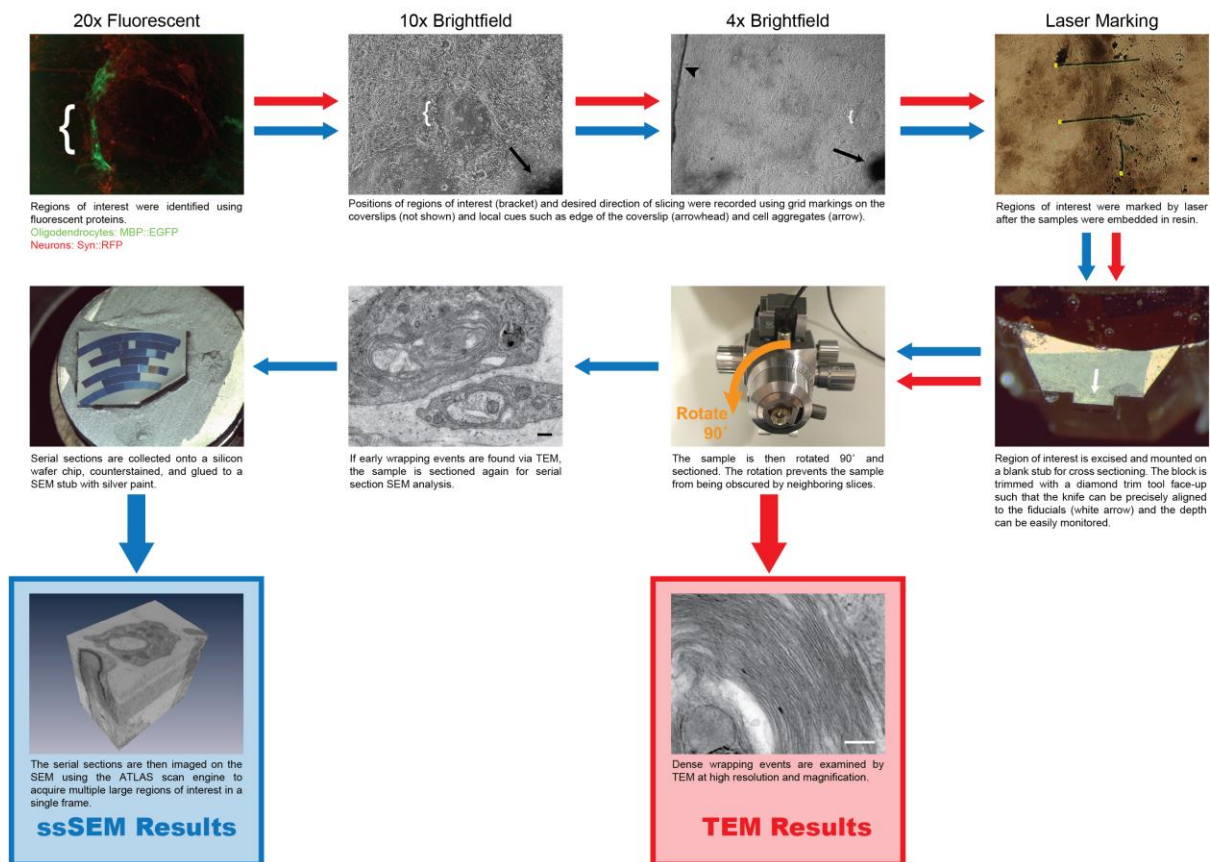 20x Fluorescent
10x Brightfield
4x Brightfield
Laser Marking
{
{
{
Regions of interest were identified using
fluorescent proteins.
Oligodendrocytes: MBP::EGFP
Neurons: Syn::RFP
Positions of regions of interest (bracket) and desired direction of slicing were recorded using grid markings on the
coverslips (not shown) and local cues such as edge of the coverslip (arrowhead) and cell aggregates (arrow).
Regions of interest were marked by laser
after the samples were embedded in resin.
Rotate
90˚
Serial sections are collected onto a silicon
wafer chip, counterstained, and glued to a
SEM stub with silver paint.
If early wrapping events are found via TEM,
the sample is sectioned again for serial
section SEM analysis.
The sample is then rotated 90˚ and
sectioned. The rotation prevents the sample
from being obscured by neighboring slices.
Region of interest is excised and mounted on
a blank stub for cross sectioning. The block is
trimmed with a diamond trim tool face-up
such that the knife can be precisely aligned
to the fiducials (white arrow) and the depth
can be easily monitored.
The serial sections are then imaged on the
SEM using the ATLAS scan engine to
acquire multiple large regions of interest in a
single frame.
ssSEM Results
Dense wrapping events are examined by
TEM at high resolution and magnification.
TEM Results